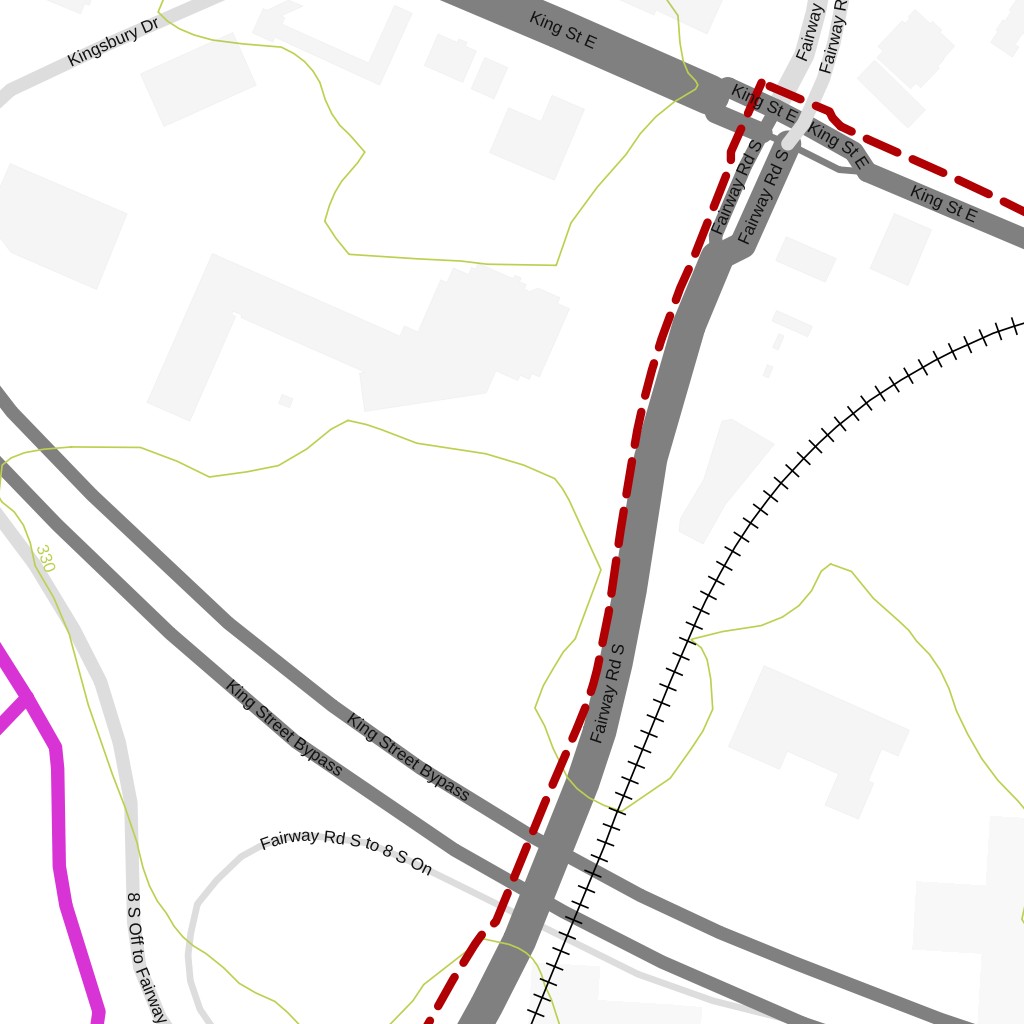 Kingsbury Dr
King St E
Fairway
Fairway R
King St E
King St E
King St E
Fairway Rd S
Fairway Rd S
330
Fairway Rd S
King Street Bypass
King Street Bypass
Fairway Rd S to 8 S On
8 S Off to Fairway